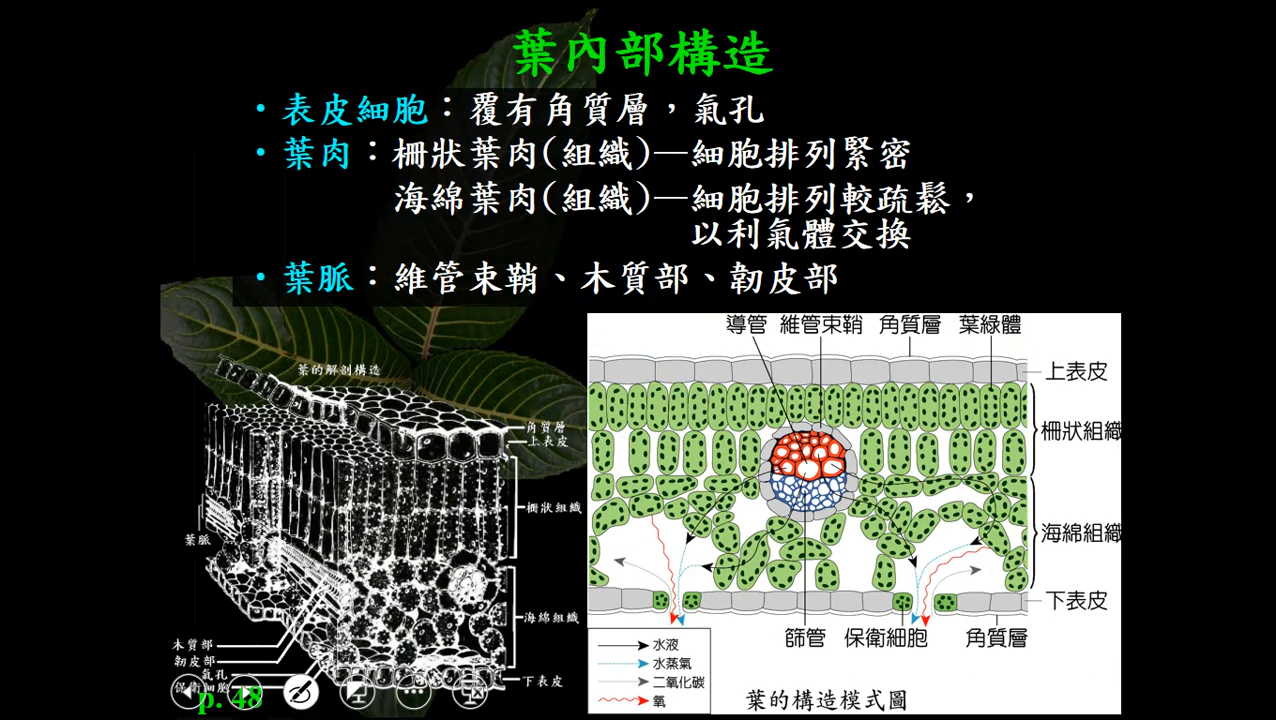 葉內部構造
•表皮細胞：覆有角質層，氣孔
•葉肉：柵狀葉肉(組織)—細胞排列緊密
海綿葉肉(組織)—細胞排列較疏鬆，
以利氣體交換
•葉脈：維管束鞘、木質部、韌皮部
葉的解剖構造
角質層
上表皮
柵狀組織
葉脈
海綿組織
木質部
韌皮部
氣孔
保衛細胞
下表皮
p. 48
導管 維管束鞘 角質層 葉綠體
上表皮
柵狀組織
海綿組織
下表皮
篩管 保衛細胞 角質層
水液
水蒸氣
二氧化碳
氧
葉的構造模式圖